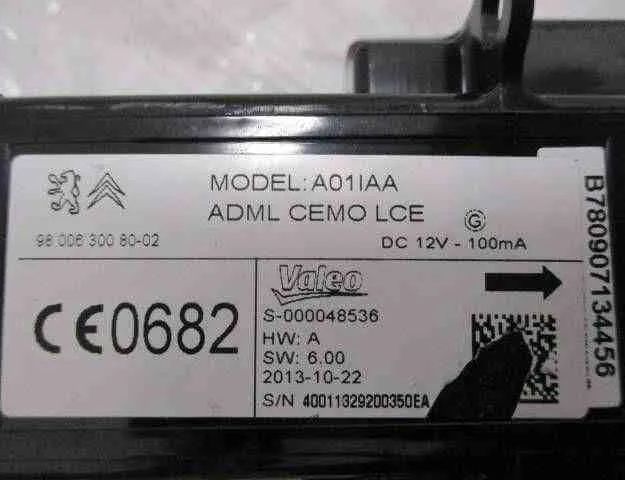 MODEL: A01IAA
ADML CEMO LCE
G
98 006 300 80-02
DC 12V - 100mA
CE0682
Valeo
S-000048536
HW: A
SW: 6.00
2013-10-22
S/N 40011329200350EA
B780907134456